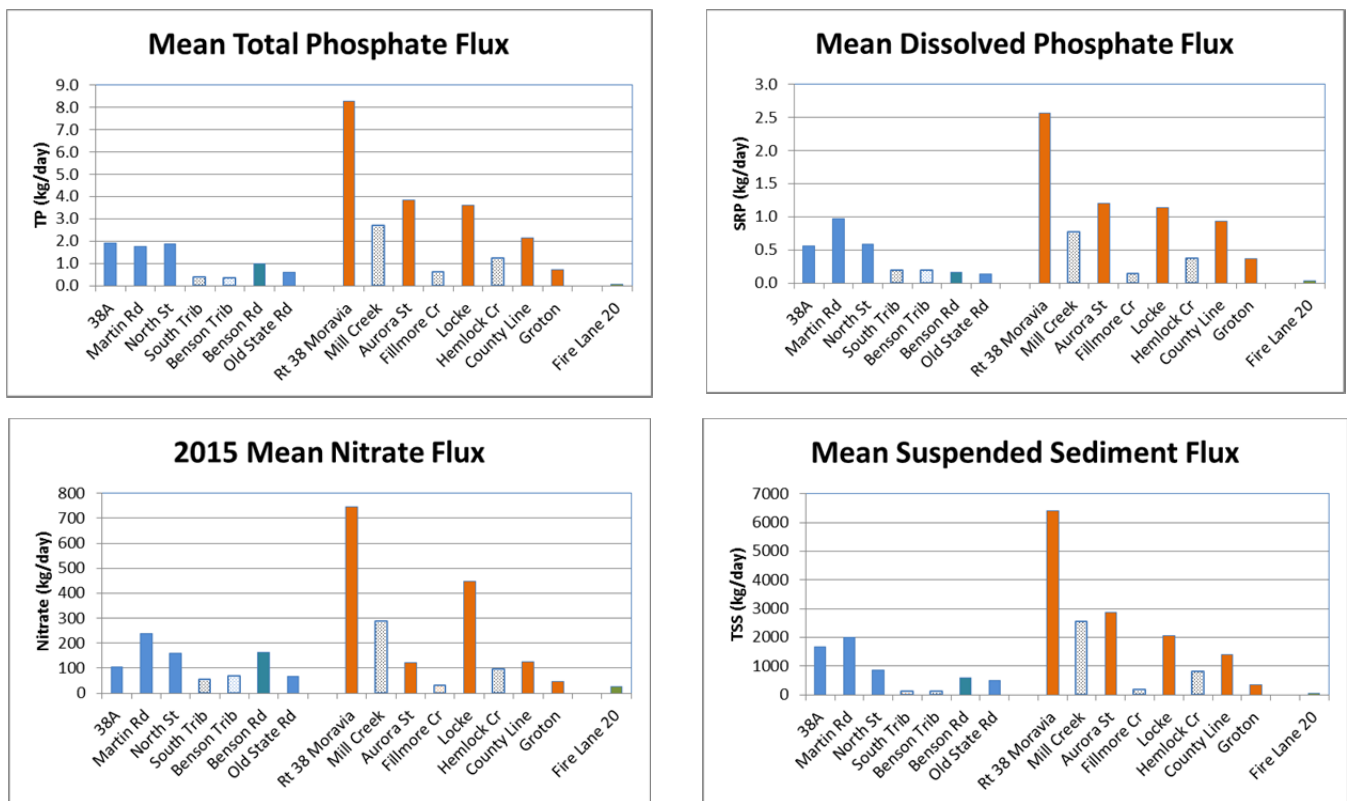 Mean Total Phosphate Flux
TP (kg/day)
9.0
8.0
7.0
6.0
5.0
4.0
3.0
2.0
1.0
0.0
38A
Martin Rd
North St
South Trib
Benson Trib
Benson Rd
Old State Rd
Rt 38 Moravia
Mill Creek
Aurora St
Fillmore Cr
Locke
Hemlock Cr
County Line
Groton
Fire Lane 20
Mean Dissolved Phosphate Flux
SRP (kg/day)
3.0
2.5
2.0
1.5
1.0
0.5
0.0
38A
Martin Rd
North St
South Trib
Benson Trib
Benson Rd
Old State Rd
Rt 38 Moravia
Mill Creek
Aurora St
Fillmore Cr
Locke
Hemlock Cr
County Line
Groton
Fire Lane 20
2015 Mean Nitrate Flux
Nitrate (kg/day)
800
700
600
500
400
300
200
100
0
38A
Martin Rd
North St
South Trib
Benson Trib
Benson Rd
Old State Rd
Rt 38 Moravia
Mill Creek
Aurora St
Fillmore Cr
Locke
Hemlock Cr
County Line
Groton
Fire Lane 20
Mean Suspended Sediment Flux
TSS (kg/day)
7000
6000
5000
4000
3000
2000
1000
0
38A
Martin Rd
North St
South Trib
Benson Trib
Benson Rd
Old State Rd
Rt 38 Moravia
Mill Creek
Aurora St
Fillmore Cr
Locke
Hemlock Cr
County Line
Groton
Fire Lane 20